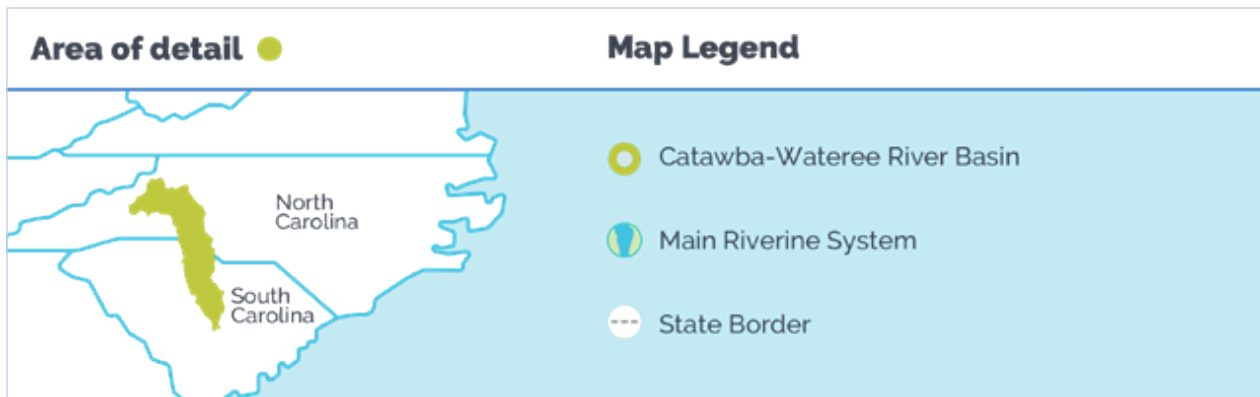 Area of detail
Map Legend
North
Carolina
South
Carolina
Catawba-Wateree River Basin
Main Riverine System
State Border